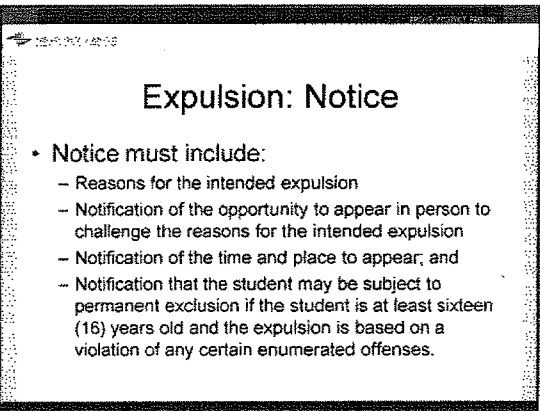 Expulsion: Notice
• Notice must include:
– Reasons for the intended expulsion
– Notification of the opportunity to appear in person to
challenge the reasons for the intended expulsion
– Notification of the time and place to appear; and
– Notification that the student may be subject to
permanent exclusion if the student is at least sixteen
(16) years old and the expulsion is based on a
violation of any certain enumerated offenses.